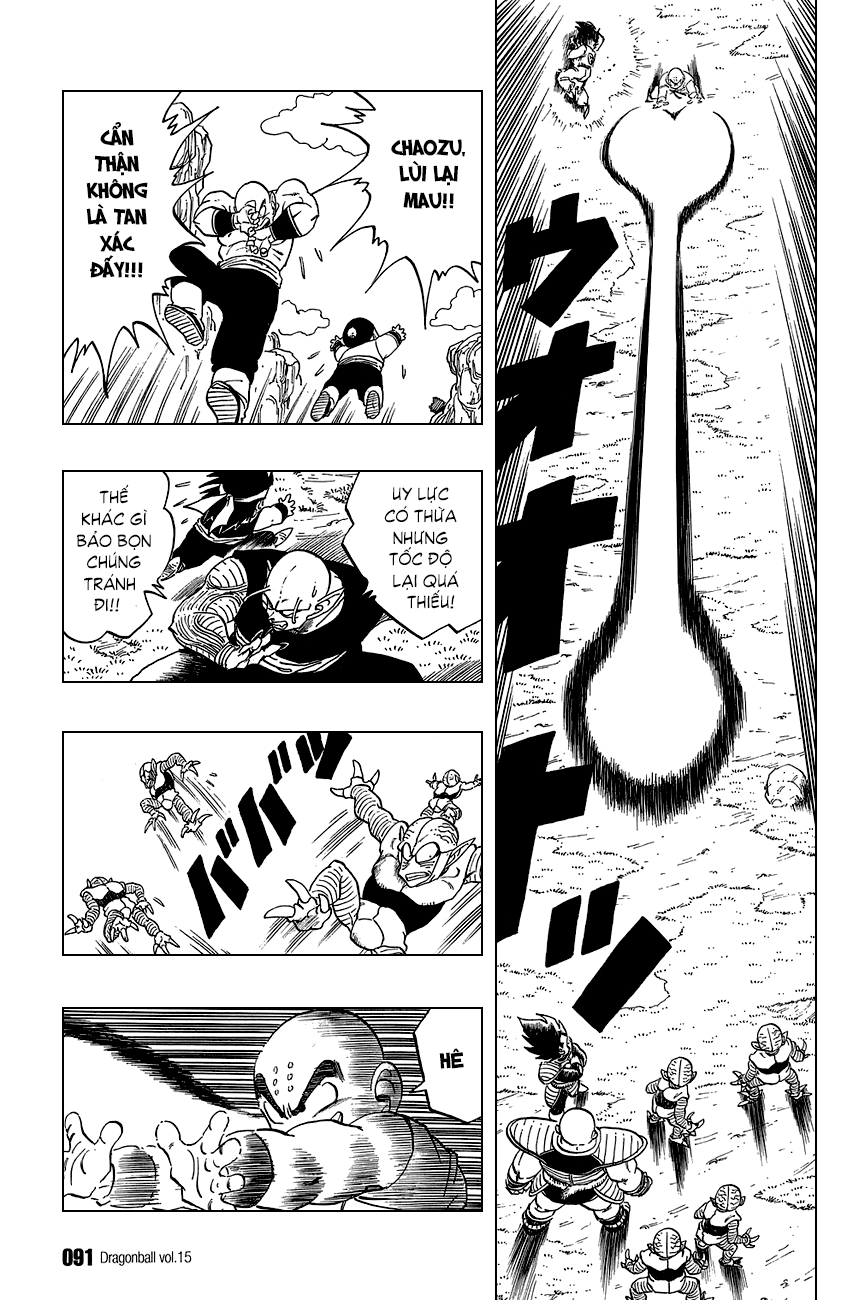 ウオオオーッ
CHAOZU,
LÙI LẠI
MAU!!
CẨN
THẬN
KHÔNG
LÀ TAN
XÁC
ĐẤY!!!
UY LỰC
CÓ THỪA
NHƯNG
TỐC ĐỘ
LẠI QUÁ
THIẾU!
THẾ
KHÁC GÌ
BẢO BỌN
CHÚNG
TRÁNH
ĐI!!
バババッ
HÊ
091 Dragonball vol.15